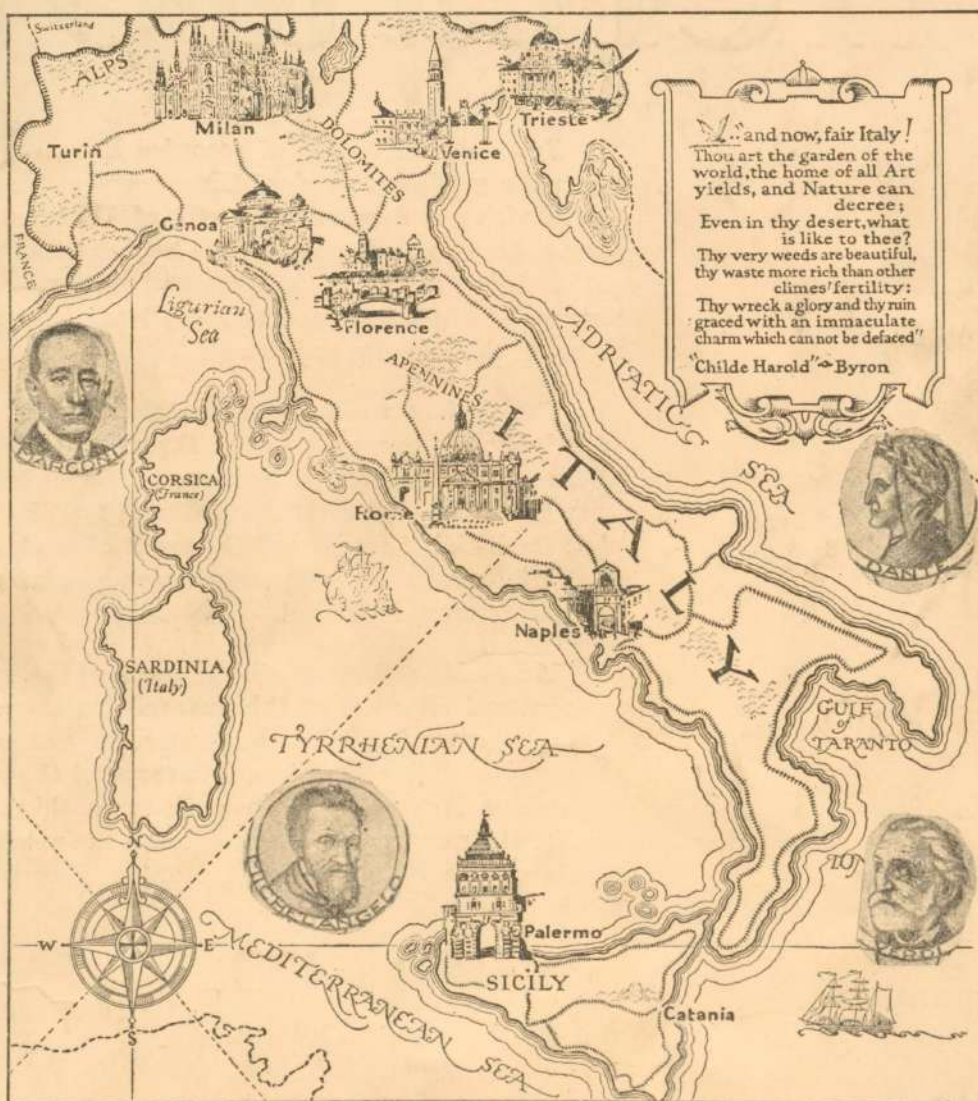 Switzerland
ALPS
Milan
DOLOMITES
Venice
Trieste
Turin
Genoa
FRANCE
Florence
Ligurian
Sea
"and now, fair Italy!
Thou art the garden of the
world, the home of all Art
yields, and Nature can
decree;
Even in thy desert, what
is like to thee?
Thy very weeds are beautiful,
thy waste more rich than other
climes' fertility:
Thy wreck a glory and thy ruin
graced with an immaculate
charm which can not be defaced"
"Childe Harold" Byron
ADRIATIC
SEA
APENNINES
ITALY
CORSICA
(France)
Rome
DANTE
Naples
SARDINIA
(Italy)
GULF
of
TARANTO
TYRRHENIAN SEA
MICHELANGELO
N
W
E
S
Palermo
SICILY
VERDI
MEDITERRANEAN SEA
Catania